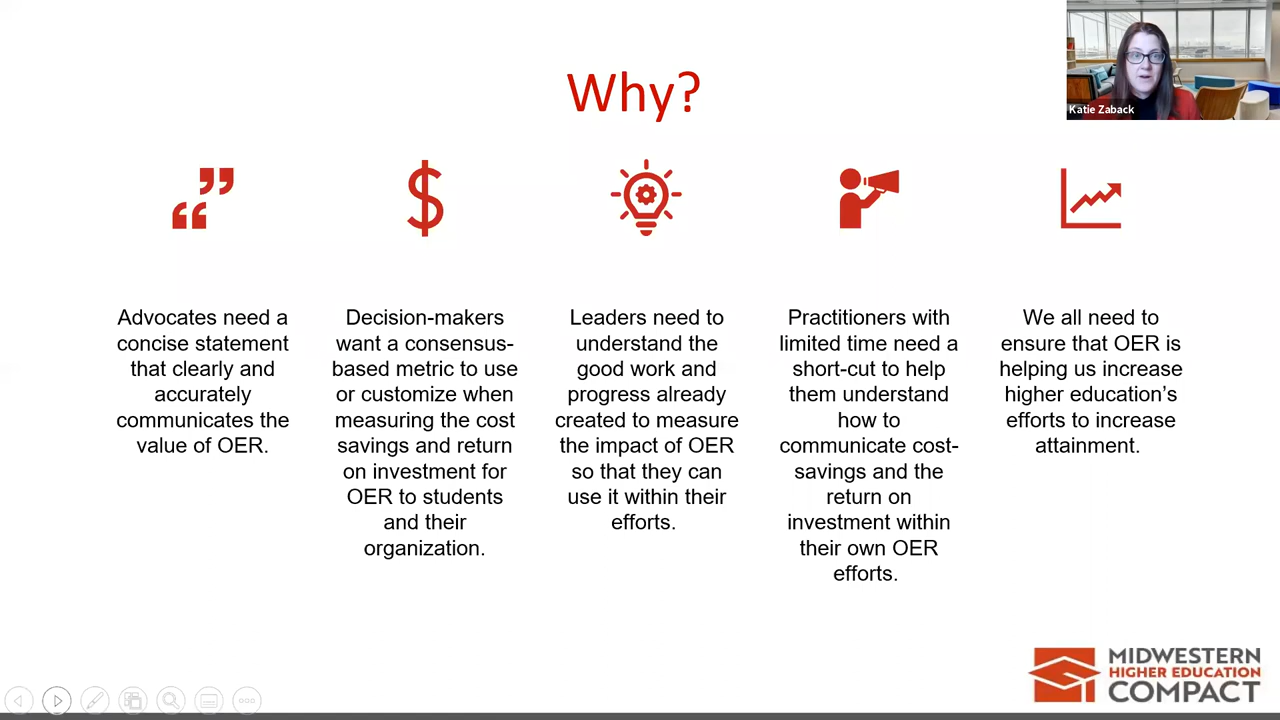 Why?
Katie Zaback
Advocates need a
concise statement
that clearly and
accurately
communicates the
value of OER.
Decision-makers
want a consensus-
based metric to use
or customize when
measuring the cost
savings and return
on investment for
OER to students
and their
organization.
Leaders need to
understand the
good work and
progress already
created to measure
the impact of OER
so that they can
use it within their
efforts.
Practitioners with
limited time need a
short-cut to help
them understand
how to
communicate cost-
savings and the
return on
investment within
their own OER
efforts.
We all need to
ensure that OER is
helping us increase
higher education’s
efforts to increase
attainment.
MIDWESTERN
HIGHER EDUCATION
COMPACT